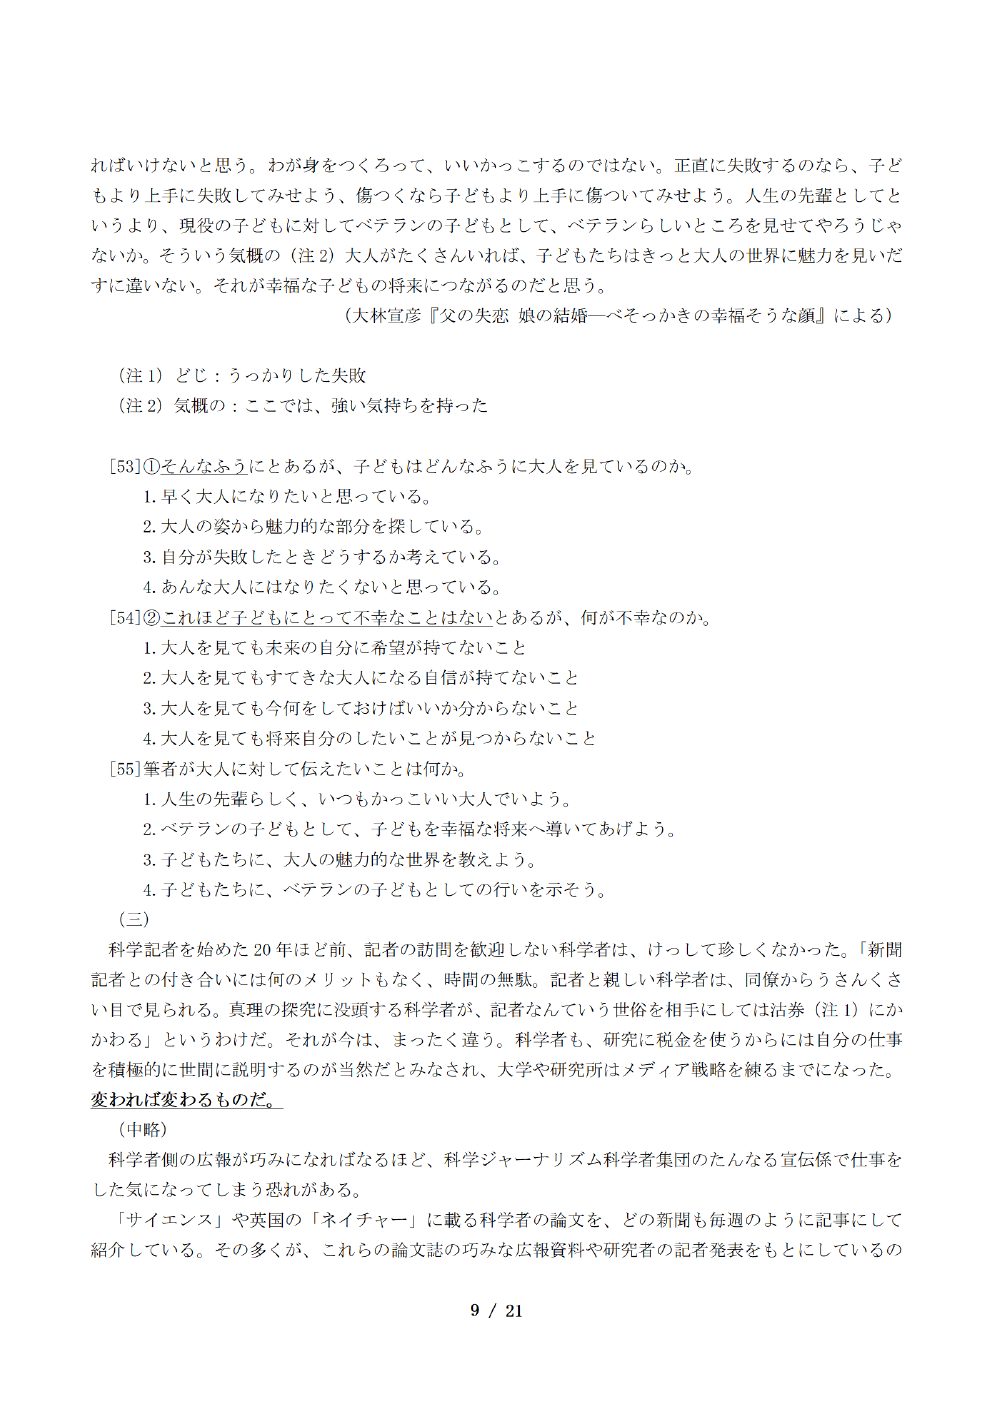 ればいけないと思う。わが身をつくろって、いいかっこするのではない。正直に失敗するのなら、子ど
もより上手に失敗してみせよう、傷つくなら子どもより上手に傷ついてみせよう。人生の先輩としてと
いうより、現役の子どもに対してベテランの子どもとして、ベテランらしいところを見せてやろうじゃ
ないか。そういう気概の（注 2）大人がたくさんいれば、子どもたちはきっと大人の世界に魅力を見いだ
すに違いない。それが幸福な子どもの将来につながるのだと思う。
（大林宣彦『父の失恋 娘の結婚―べそっかきの幸福そうな顔』による）
（注 1）どじ：うっかりした失敗
（注 2）気概の：ここでは、強い気持ちを持った
[53]①そんなふうにとあるが、子どもはどんなふうに大人を見ているのか。
1. 早く大人になりたいと思っている。
2. 大人の姿から魅力的な部分を探している。
3. 自分が失敗したときどうするか考えている。
4. あんな大人にはなりたくないと思っている。
[54]②これほど子どもにとって不幸なことはないとあるが、何が不幸なのか。
1. 大人を見ても未来の自分に希望が持てないこと
2. 大人を見てもすてきな大人になる自信が持てないこと
3. 大人を見ても今何をしておけばいいか分からないこと
4. 大人を見ても将来自分のしたいことが見つからないこと
[55]筆者が大人に対して伝えたいことは何か。
1. 人生の先輩らしく、いつもかっこいい大人でいよう。
2. ベテランの子どもとして、子どもを幸福な将来へ導いてあげよう。
3. 子どもたちに、大人の魅力的な世界を教えよう。
4. 子どもたちに、ベテランの子どもとしての行いを示そう。
（三）
科学記者を始めた 20 年ほど前、記者の訪問を歓迎しない科学者は、けっして珍しくなかった。「新聞
記者との付き合いには何のメリットもなく、時間の無駄。記者と親しい科学者は、同僚からうさんくさ
い目で見られる。真理の探究に没頭する科学者が、記者なんていう世俗を相手にしては沽券（注 1）にか
かわる」というわけだ。それが今は、まったく違う。科学者も、研究に税金を使うからには自分の仕事
を積極的に世間に説明するのが当然だとみなされ、大学や研究所はメディア戦略を練るまでになった。
変われば変わるものだ。
（中略）
科学者側の広報が巧みになればなるほど、科学ジャーナリズム科学者集団のたんなる宣伝係で仕事を
した気になってしまう恐れがある。
「サイエンス」や英国の「ネイチャー」に載る科学者の論文を、どの新聞も毎週のように記事にして
紹介している。その多くが、これらの論文誌の巧みな広報資料や研究者の記者発表をもとにしているの
9 / 21